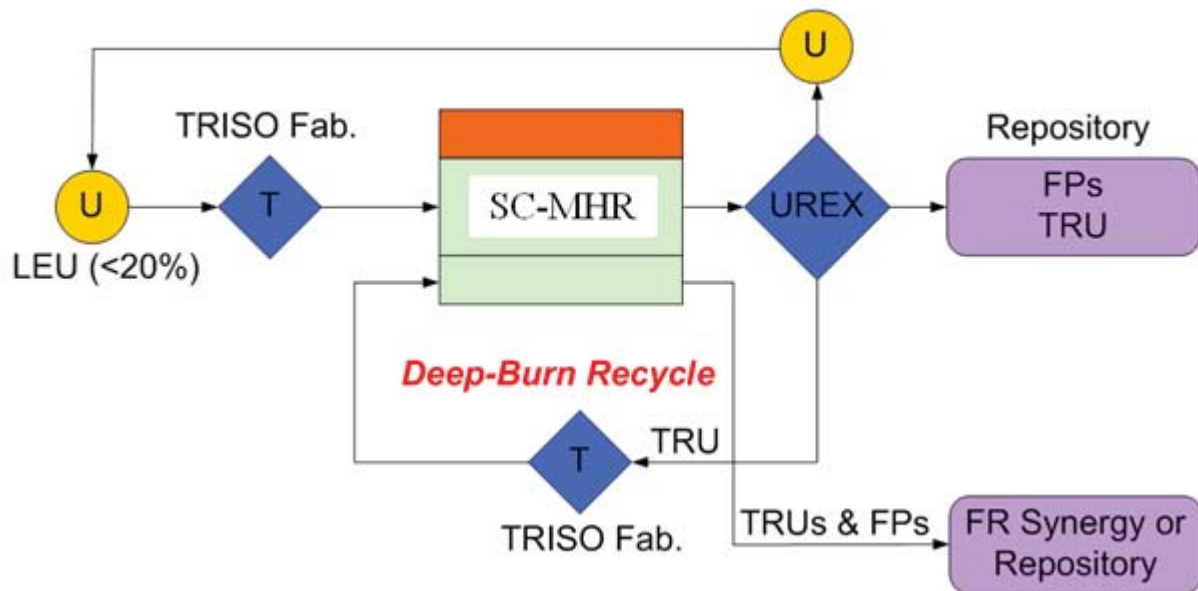 U
TRISO Fab.
Repository
U
T
SC-MHR
UREX
FPs
TRU
LEU (<20%)
Deep-Burn Recycle
T
TRU
TRISO Fab.
TRUs & FPs
FR Synergy or
Repository